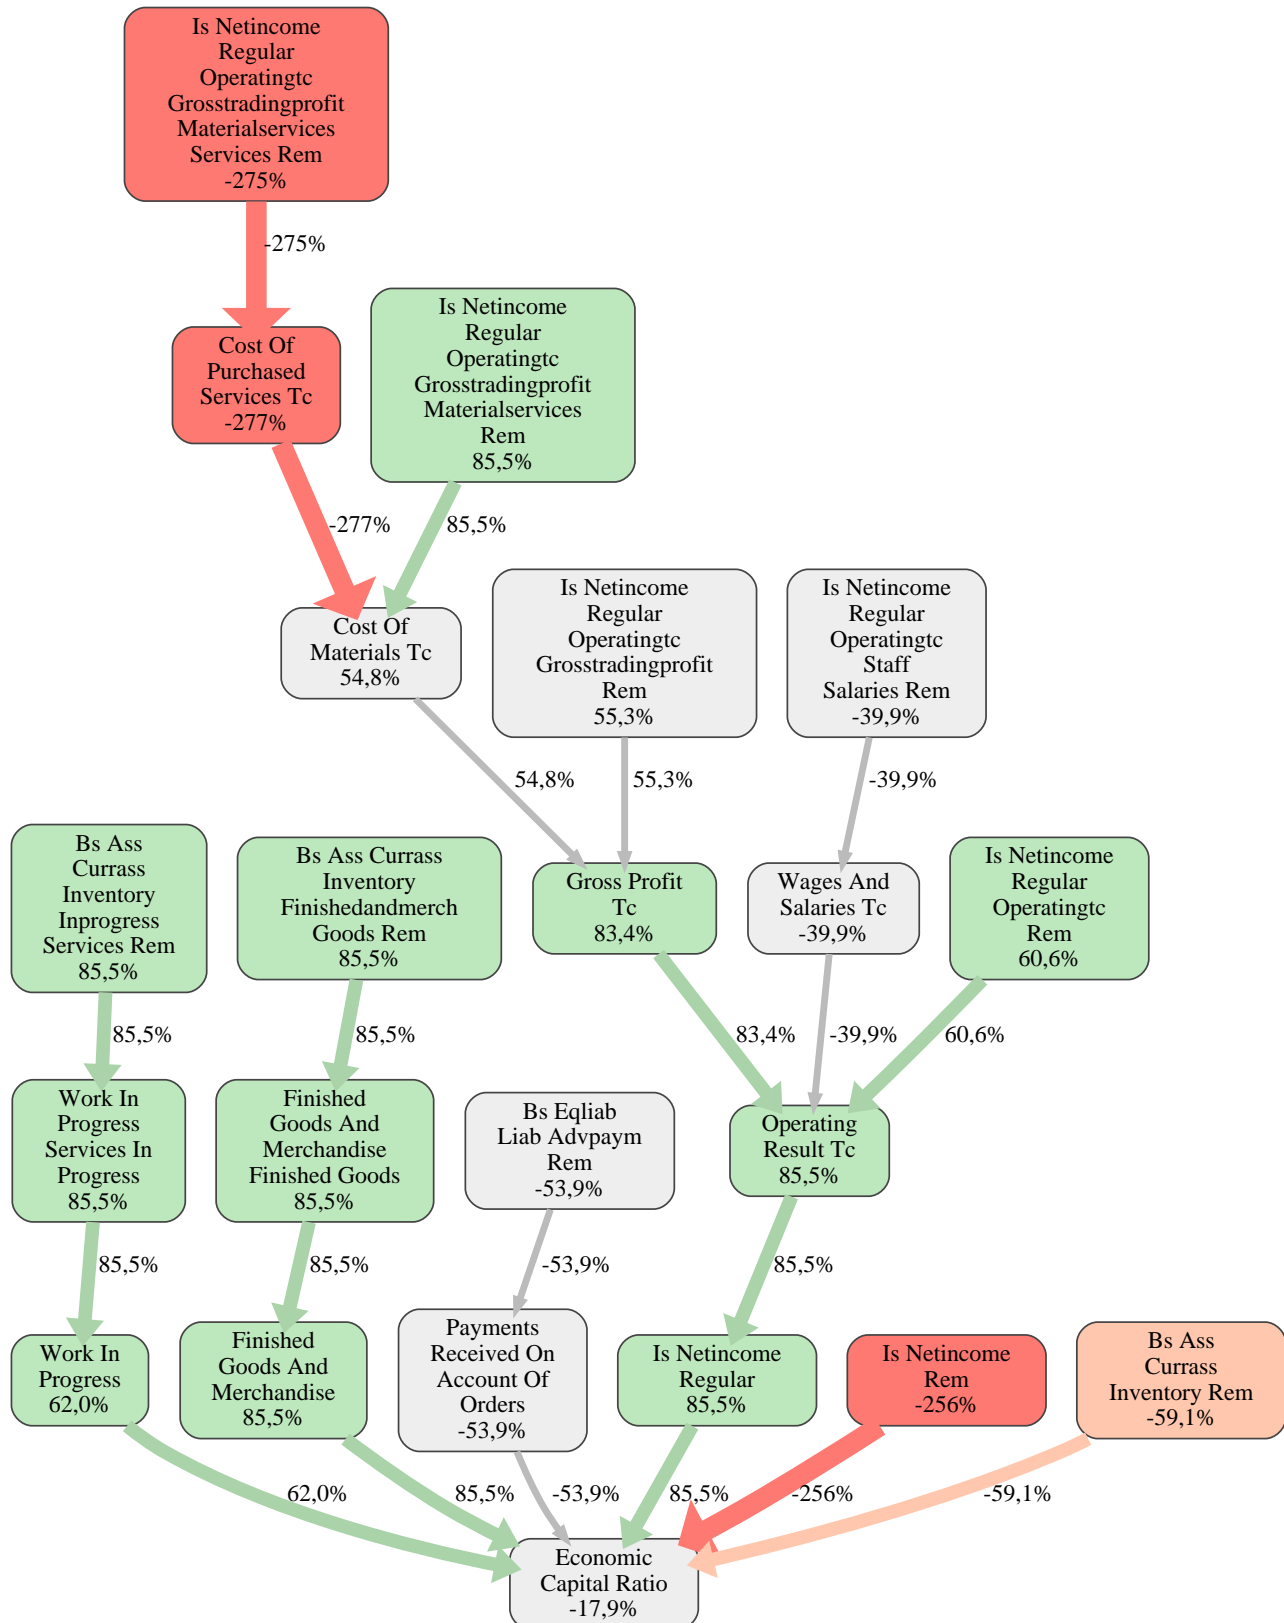 Is Netincome
Regular
Operatingtc
Grosstradingprofit
Materialservices
Services Rem
-275%
-275%
Cost Of
Purchased
Services Tc
-277%
Is Netincome
Regular
Operatingtc
Grosstradingprofit
Materialservices
Rem
85,5%
-277%
85,5%
Cost Of
Materials Tc
54,8%
Is Netincome
Regular
Operatingtc
Grosstradingprofit
Rem
55,3%
Is Netincome
Regular
Operatingtc
Staff
Salaries Rem
-39,9%
54,8%
55,3%
-39,9%
Bs Ass
Currass
Inventory
Inprogress
Services Rem
85,5%
Bs Ass Currass
Inventory
Finishedandmerch
Goods Rem
85,5%
Gross Profit
Tc
83,4%
Wages And
Salaries Tc
-39,9%
Is Netincome
Regular
Operatingtc
Rem
60,6%
85,5%
85,5%
83,4%
-39,9%
60,6%
Work In
Progress
Services In
Progress
85,5%
Finished
Goods And
Merchandise
Finished Goods
85,5%
Bs Eqliab
Liab Advpaym
Rem
-53,9%
Operating
Result Tc
85,5%
85,5%
85,5%
-53,9%
85,5%
Work In
Progress
62,0%
Finished
Goods And
Merchandise
85,5%
Payments
Received On
Account Of
Orders
-53,9%
Is Netincome
Regular
85,5%
Is Netincome
Rem
-256%
Bs Ass
Currass
Inventory Rem
-59,1%
62,0%
85,5%
-53,9%
85,5%
-256%
-59,1%
Economic
Capital Ratio
-17,9%